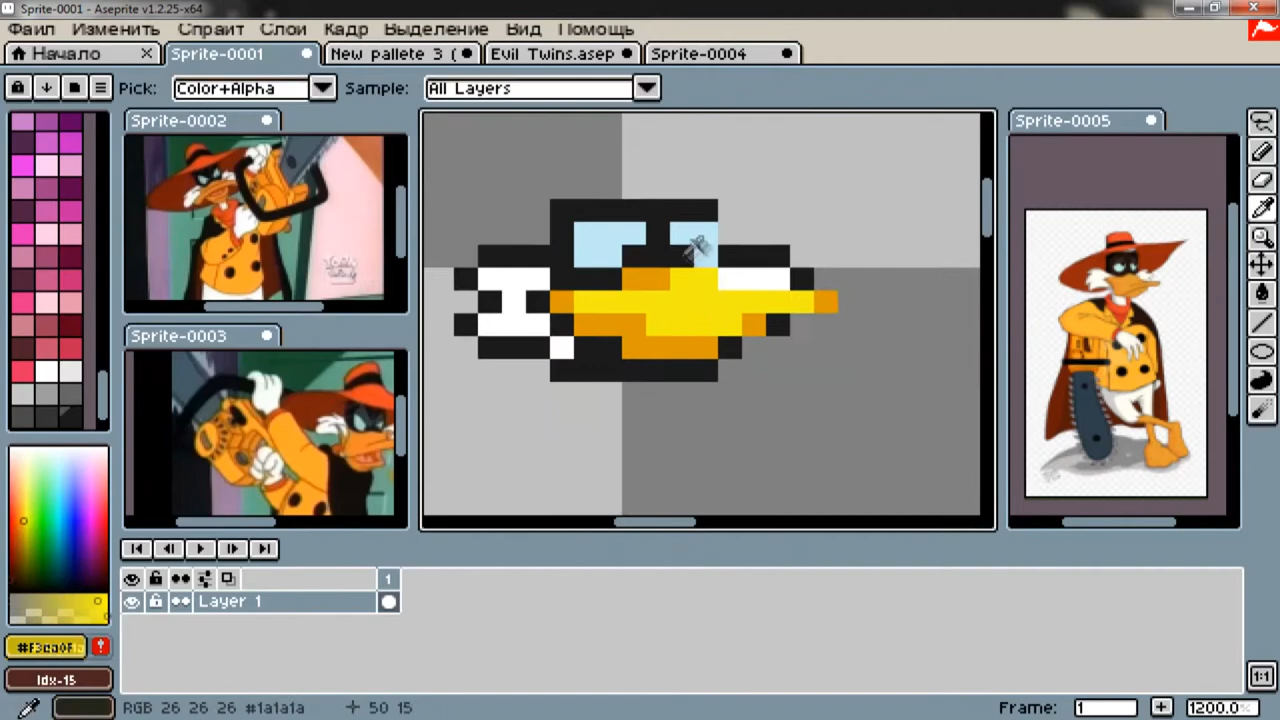 Sprite-0001 - Aseprite v1.2.25-x64
Файл Изменить Спрайт Слои Кадр Выделение Вид Помощь
Начало Sprite-0001 New pallete 3 ( Evil Twins.asep Sprite-0004
Pick: Color+Alpha Sample: All Layers
Sprite-0002
Sprite-0005
Sprite-0003
1
Layer 1
Idx-15
RGB 26 26 26 #1a1a1a 50 15 Frame: 1 1200.0%
1:1